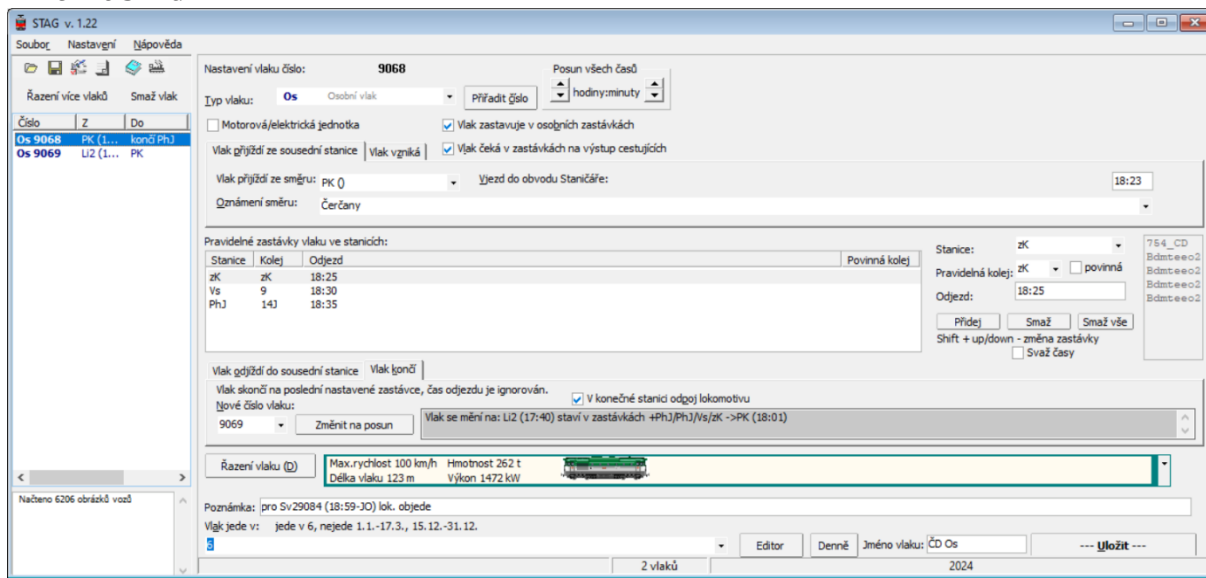 STAG v. 1.22
Soubor Nastavení Nápověda
Řazení více vlaků Smaž vlak
Číslo Z Do
Os 9068 PK (1... končí PhJ
Os 9069 Li2 (1... PK
Načteno 6206 obrázků vozů
Nastavení vlaku číslo: 9068 Posun všech časů
Typ vlaku: Os Osobní vlak Přiřadit číslo hodiny:minuty
Motorová/elektrická jednotka Vlak zastavuje v osobních zastávkách
Vlak přijíždí ze sousední stanice Vlak vzniká Vlak čeká v zastávkách na výstup cestujících
Vlak přijíždí ze směru: PK () Vjezd do obvodu Staničáře: 18:23
Oznámení směru: Čerčany
Pravidelné zastávky vlaku ve stanicích:
Stanice Kolej Odjezd Povinná kolej
zK zK 18:25
Vs 9 18:30
PhJ 14J 18:35
Stanice: zK
Pravidelná kolej: zK povinná
Odjezd: 18:25
Přidej Smaž Smaž vše
Shift + up/down - změna zastávky
Svaž časy
754_CD
Bdmteeo2
Bdmteeo2
Bdmteeo2
Bdmteeo2
Vlak odjíždí do sousední stanice Vlak končí
Vlak skončí na poslední nastavené zastávce, čas odjezdu je ignorován.
V konečné stanici odpoj lokomotivu
Nové číslo vlaku:
9069 Změnit na posun Vlak se mění na: Li2 (17:40) staví v zastávkách +PhJ/PhJ/Vs/zK ->PK (18:01)
Řazení vlaku (D) Max.rychlost 100 km/h Hmotnost 262 t
Délka vlaku 123 m Výkon 1472 kW
Poznámka: pro Sv29084 (18:59-JO) lok. objede
Vlak jede v: jede v 6, nejede 1.1.-17.3., 15.12.-31.12.
6 Editor Denně Jméno vlaku: ČD Os --- Uložit ---
2 vlaků 2024